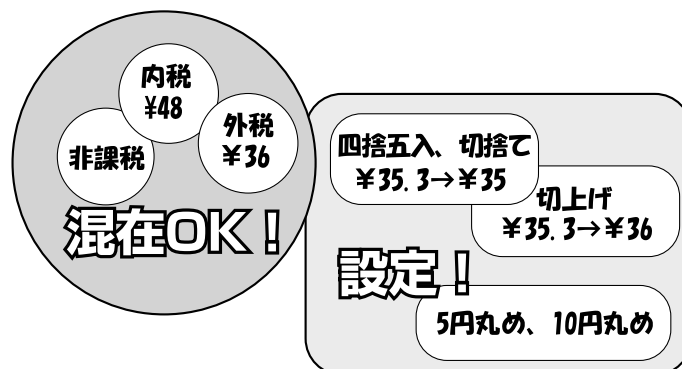 内税
¥48
外税
¥36
非課税
混在OK!
四捨五入、切捨て
¥35.3→¥35
切上げ
¥35.3→¥36
設定!
5円丸め、10円丸め